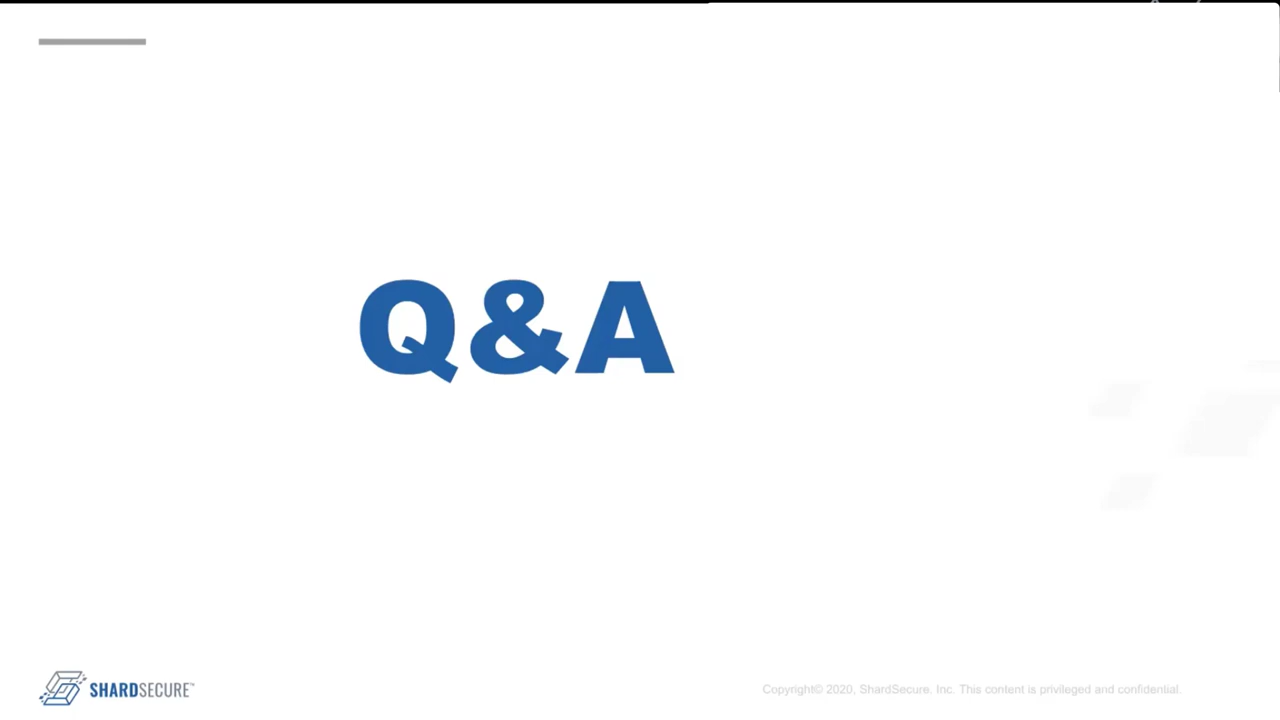 Q&A
SHARDSECURE™
Copyright© 2020, ShardSecure, Inc. This content is privileged and confidential.